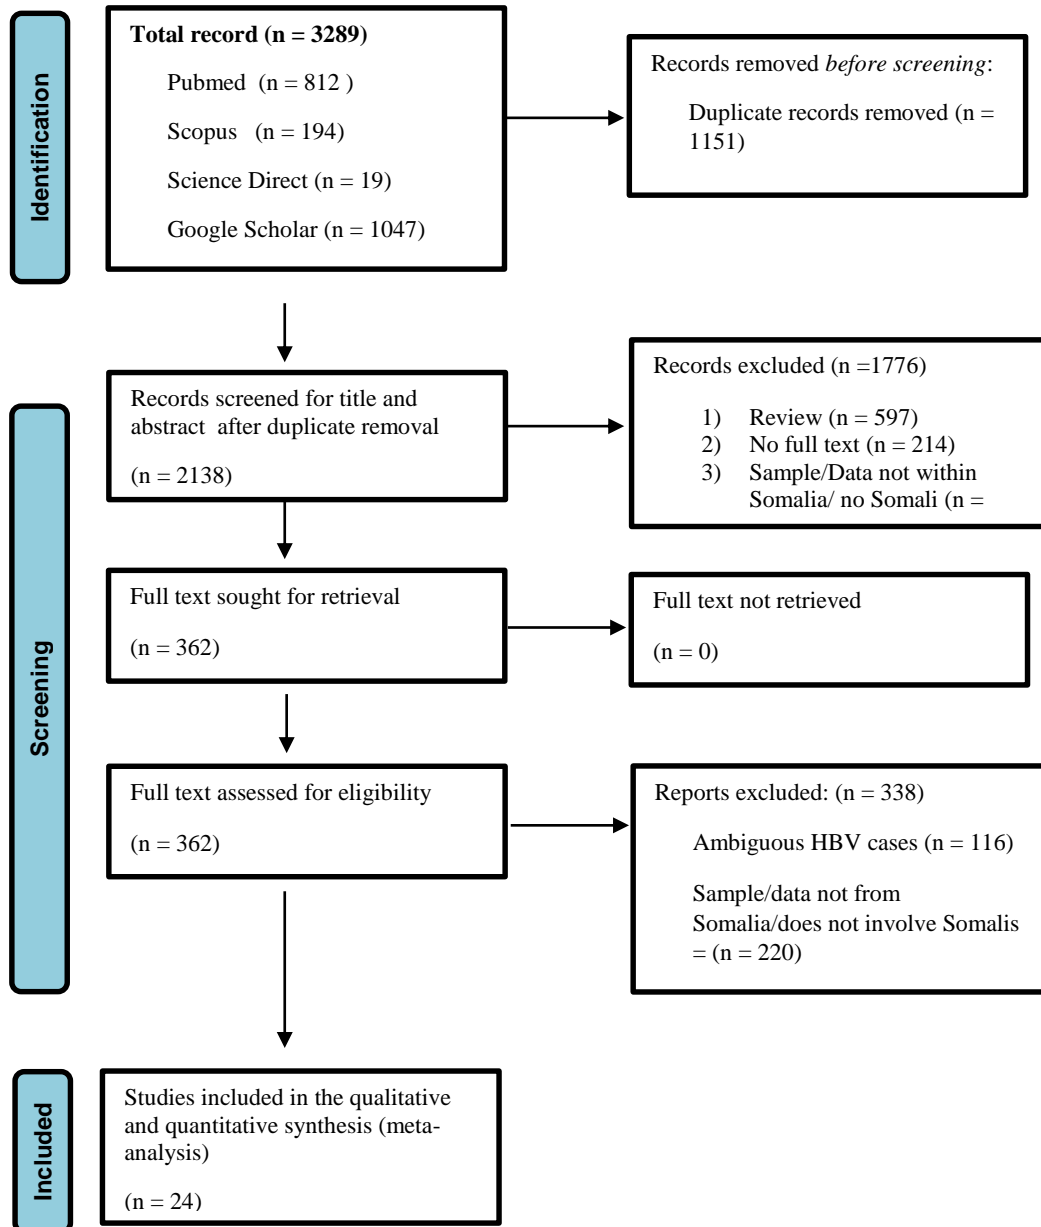 Identification
Total record (n = 3289)
Pubmed (n = 812 )
Scopus (n = 194)
Science Direct (n = 19)
Google Scholar (n = 1047)
Records removed before screening:
Duplicate records removed (n =
1151)
Screening
Records screened for title and
abstract after duplicate removal
(n = 2138)
Records excluded (n =1776)
1) Review (n = 597)
2) No full text (n = 214)
3) Sample/Data not within
Somalia/ no Somali (n =
Full text sought for retrieval
(n = 362)
Full text not retrieved
(n = 0)
Full text assessed for eligibility
(n = 362)
Reports excluded: (n = 338)
Ambiguous HBV cases (n = 116)
Sample/data not from
Somalia/does not involve Somalis
= (n = 220)
Included
Studies included in the qualitative
and quantitative synthesis (meta-
analysis)
(n = 24)